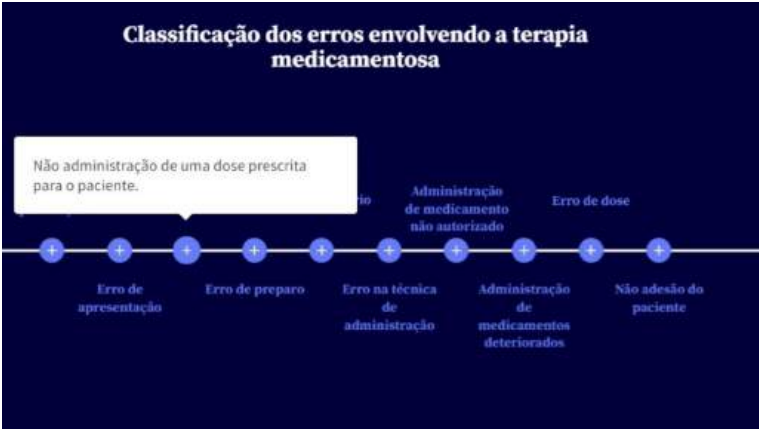 Classificação dos erros envolvendo a terapia
medicamentosa
Não administração de uma dose prescrita
para o paciente.
Administração
de medicamento
não autorizado
Erro de dose
Erro de
apresentação
Erro de preparo
Erro na técnica
de
administração
Administração
de
medicamentos
deteriorados
Não adesão do
paciente